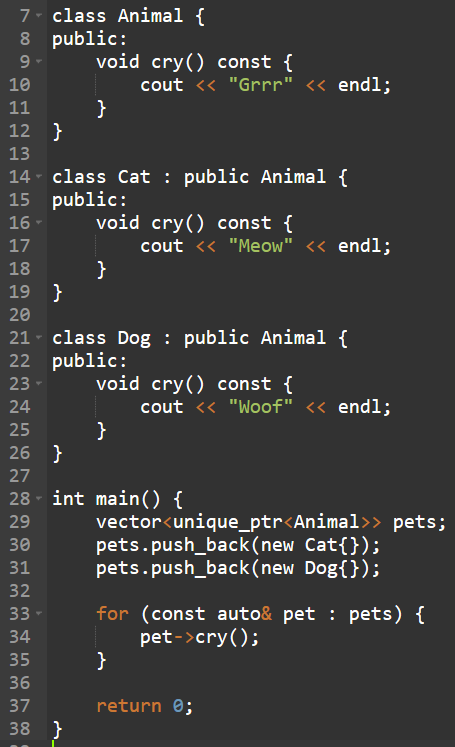 7 class Animal {
8 public:
9     void cry() const {
10         cout << "Grrr" << endl;
11     }
12 }
13
14 class Cat : public Animal {
15 public:
16     void cry() const {
17         cout << "Meow" << endl;
18     }
19 }
20
21 class Dog : public Animal {
22 public:
23     void cry() const {
24         cout << "Woof" << endl;
25     }
26 }
27
28 int main() {
29     vector<unique_ptr<Animal>> pets;
30     pets.push_back(new Cat{});
31     pets.push_back(new Dog{});
32
33     for (const auto& pet : pets) {
34         pet->cry();
35     }
36
37     return 0;
38 }